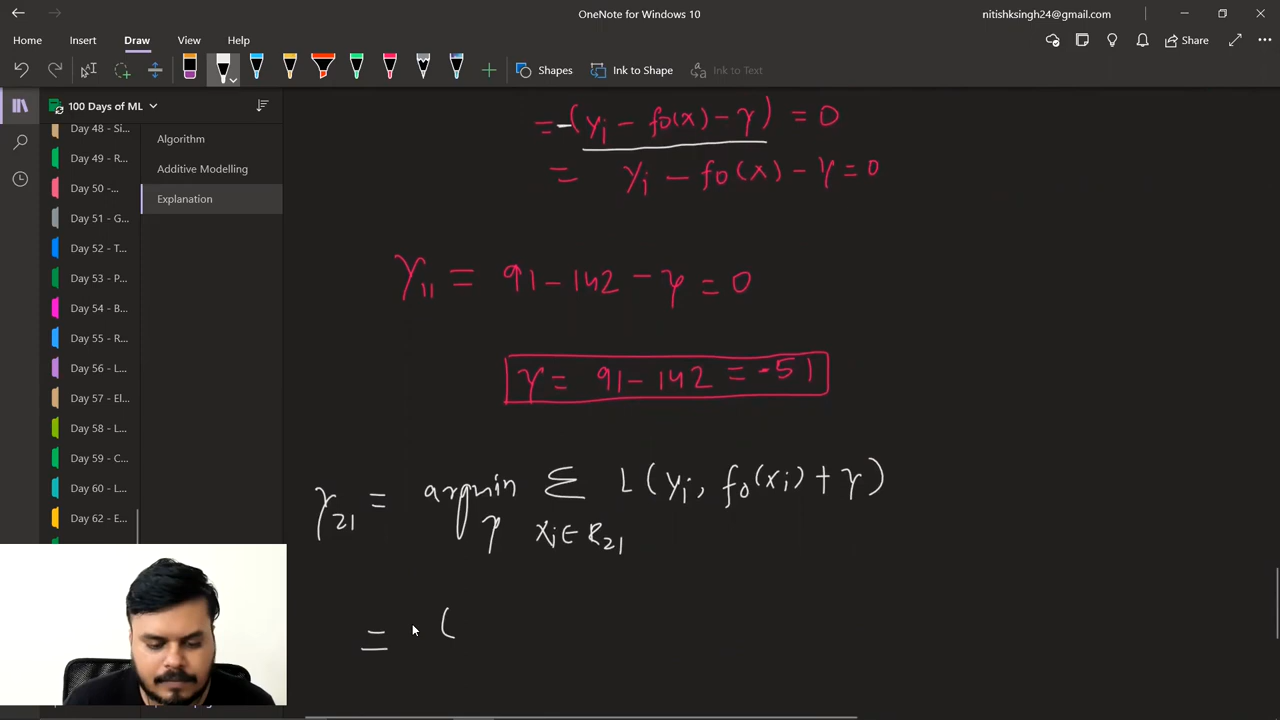 OneNote for Windows 10
nitishksingh24@gmail.com
Home Insert Draw View Help
Share
Shapes Ink to Shape Ink to Text
100 Days of ML
Day 48 - Si...
Day 49 - R...
Day 50 -...
Day 51 - G...
Day 52 - T...
Day 53 - P...
Day 54 - B...
Day 55 - R...
Day 56 - L...
Day 57 - El...
Day 58 - L...
Day 59 - C...
Day 60 - L...
Day 62 - E...
Algorithm
Additive Modelling
Explanation
= -(yi - f0(x) - γ) = 0
= yi - f0(x) - γ = 0
γ11 = 91 - 142 - γ = 0
γ = 91 - 142 = -51
γ21 = argmin Σ L(yi, f0(xi) + γ)
γ xi ∈ R21
= (